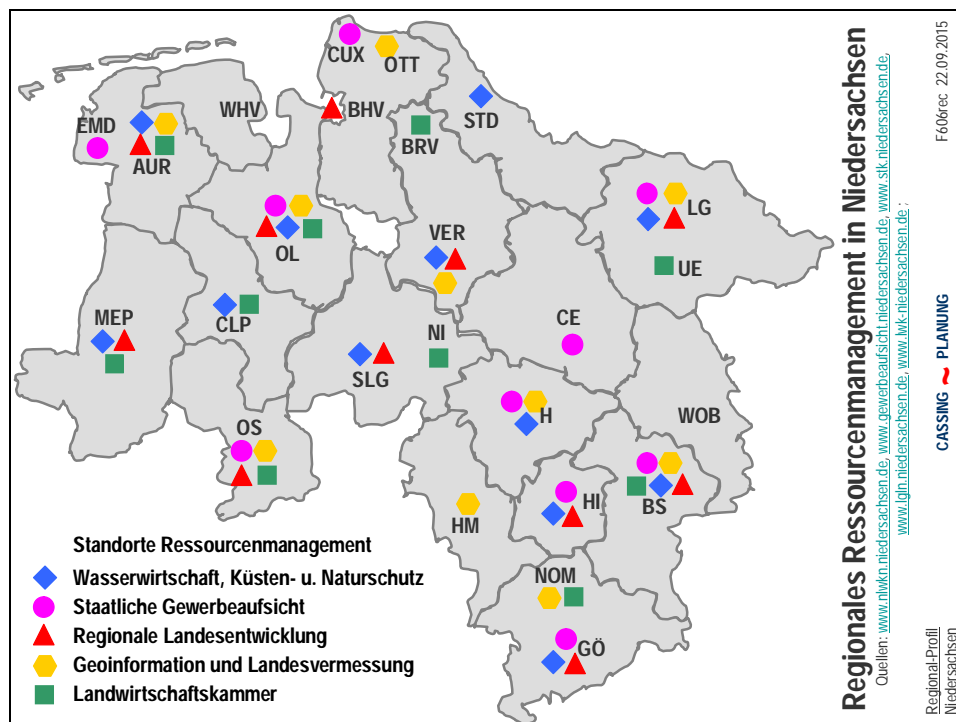 CUX
OTT
WHV
BHV
STD
EMD
BRV
AUR
LG
VER
OL
UE
MEP
CLP
NI
CE
SLG
H
WOB
OS
HI
HM
BS
NOM
GÖ
Standorte Ressourcenmanagement
Wasserwirtschaft, Küsten- u. Naturschutz
Staatliche Gewerbeaufsicht
Regionale Landesentwicklung
Geoinformation und Landesvermessung
Landwirtschaftskammer
Regionales Ressourcenmanagement in Niedersachsen
Quellen: www.nlwkn.niedersachsen.de, www.gewerbeaufsicht.niedersachsen.de, www.stk.niedersachsen.de,
www.lgln.niedersachsen.de, www.lwk-niedersachsen.de ;
Regional-Profil
Niedersachsen
CASSING ~ PLANUNG
F606rec 22.09.2015